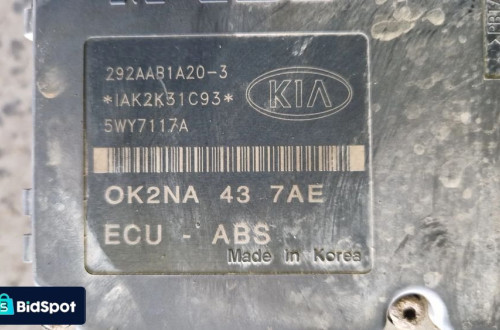 292AAB1A20-3
*IAK2K31C93*
KIA
5WY7117A
OK2NA 43 7AE
ECU - ABS
Made in Korea
BidSpot